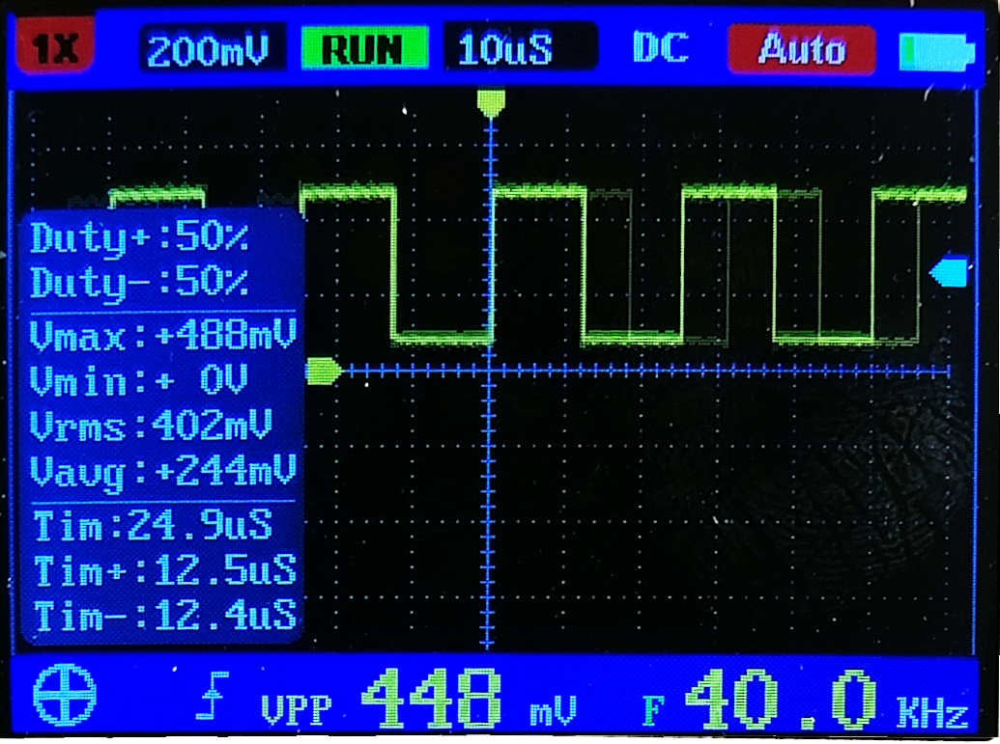 1X 200mV RUN 10uS DC Auto
Duty+:50%
Duty-:50%
Vmax:+488mV
Vmin:+ 0V
Vrms:402mV
Vavg:+244mV
Tim:24.9uS
Tim+:12.5uS
Tim-:12.4uS
VPP 448 mV F 40.0 KHz